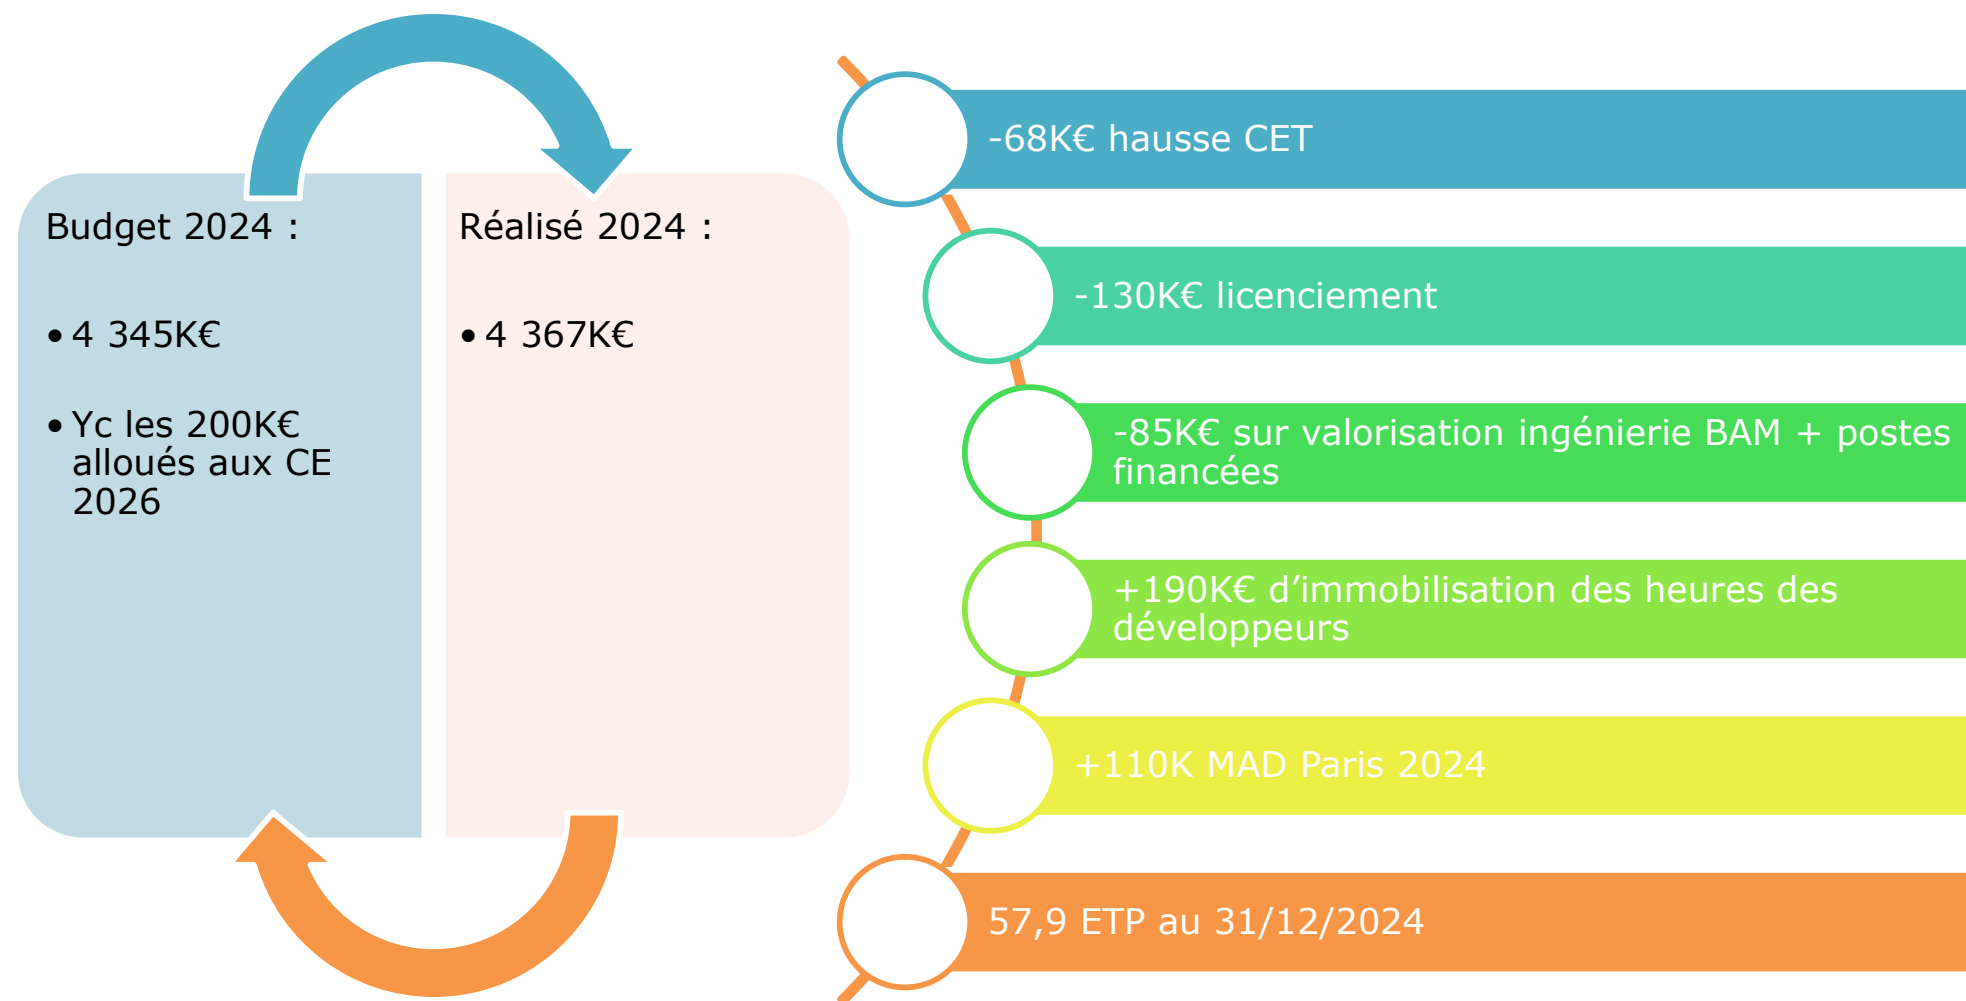 Budget 2024 :
• 4 345K€
• Yc les 200K€
alloués aux CE
2026
Réalisé 2024 :
• 4 367K€
-68K€ hausse CET
-130K€ licenciement
-85K€ sur valorisation ingénierie BAM + postes
financées
+190K€ d’immobilisation des heures des
développeurs
+110K MAD Paris 2024
57,9 ETP au 31/12/2024